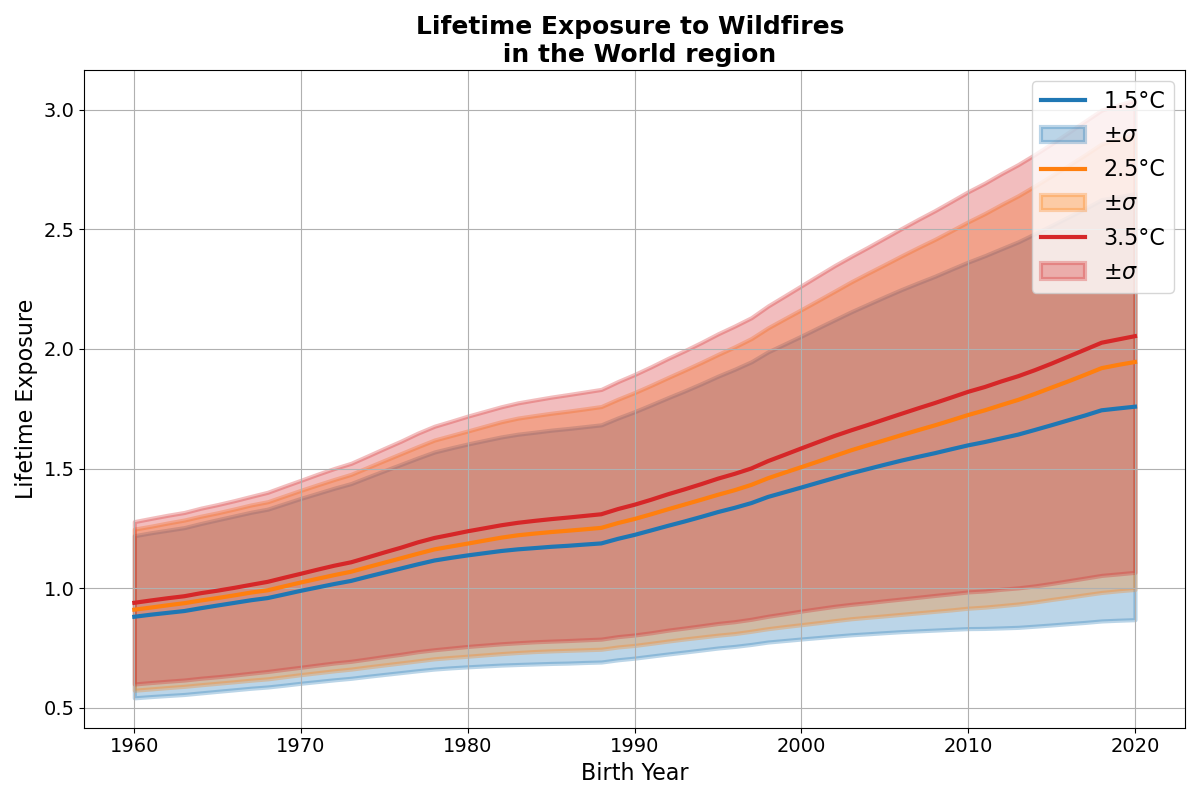 Lifetime Exposure to Wildfires
in the World region
Lifetime Exposure
3.0
2.5
2.0
1.5
1.0
0.5
1960
1970
1980
1990
2000
2010
2020
Birth Year
1.5°C
±σ
2.5°C
±σ
3.5°C
±σ